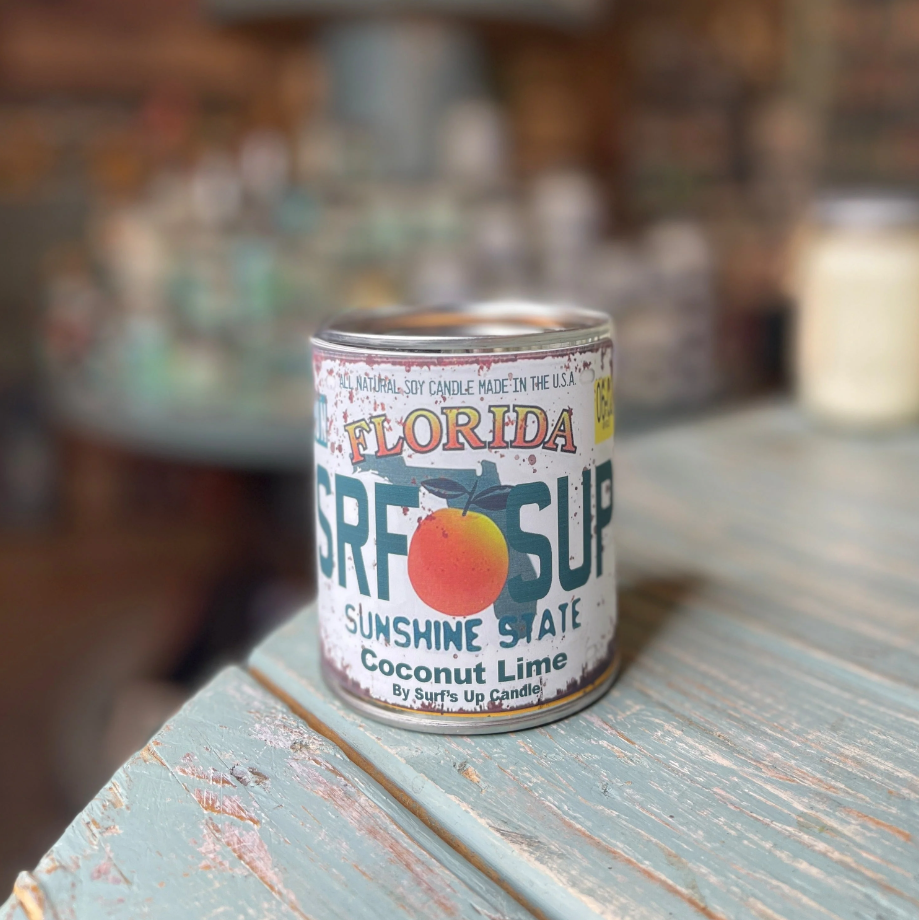 ALL NATURAL SOY CANDLE MADE IN THE U.S.A.
FLORIDA
SRF SUP
SUNSHINE STATE
Coconut Lime
By Surf's Up Candle